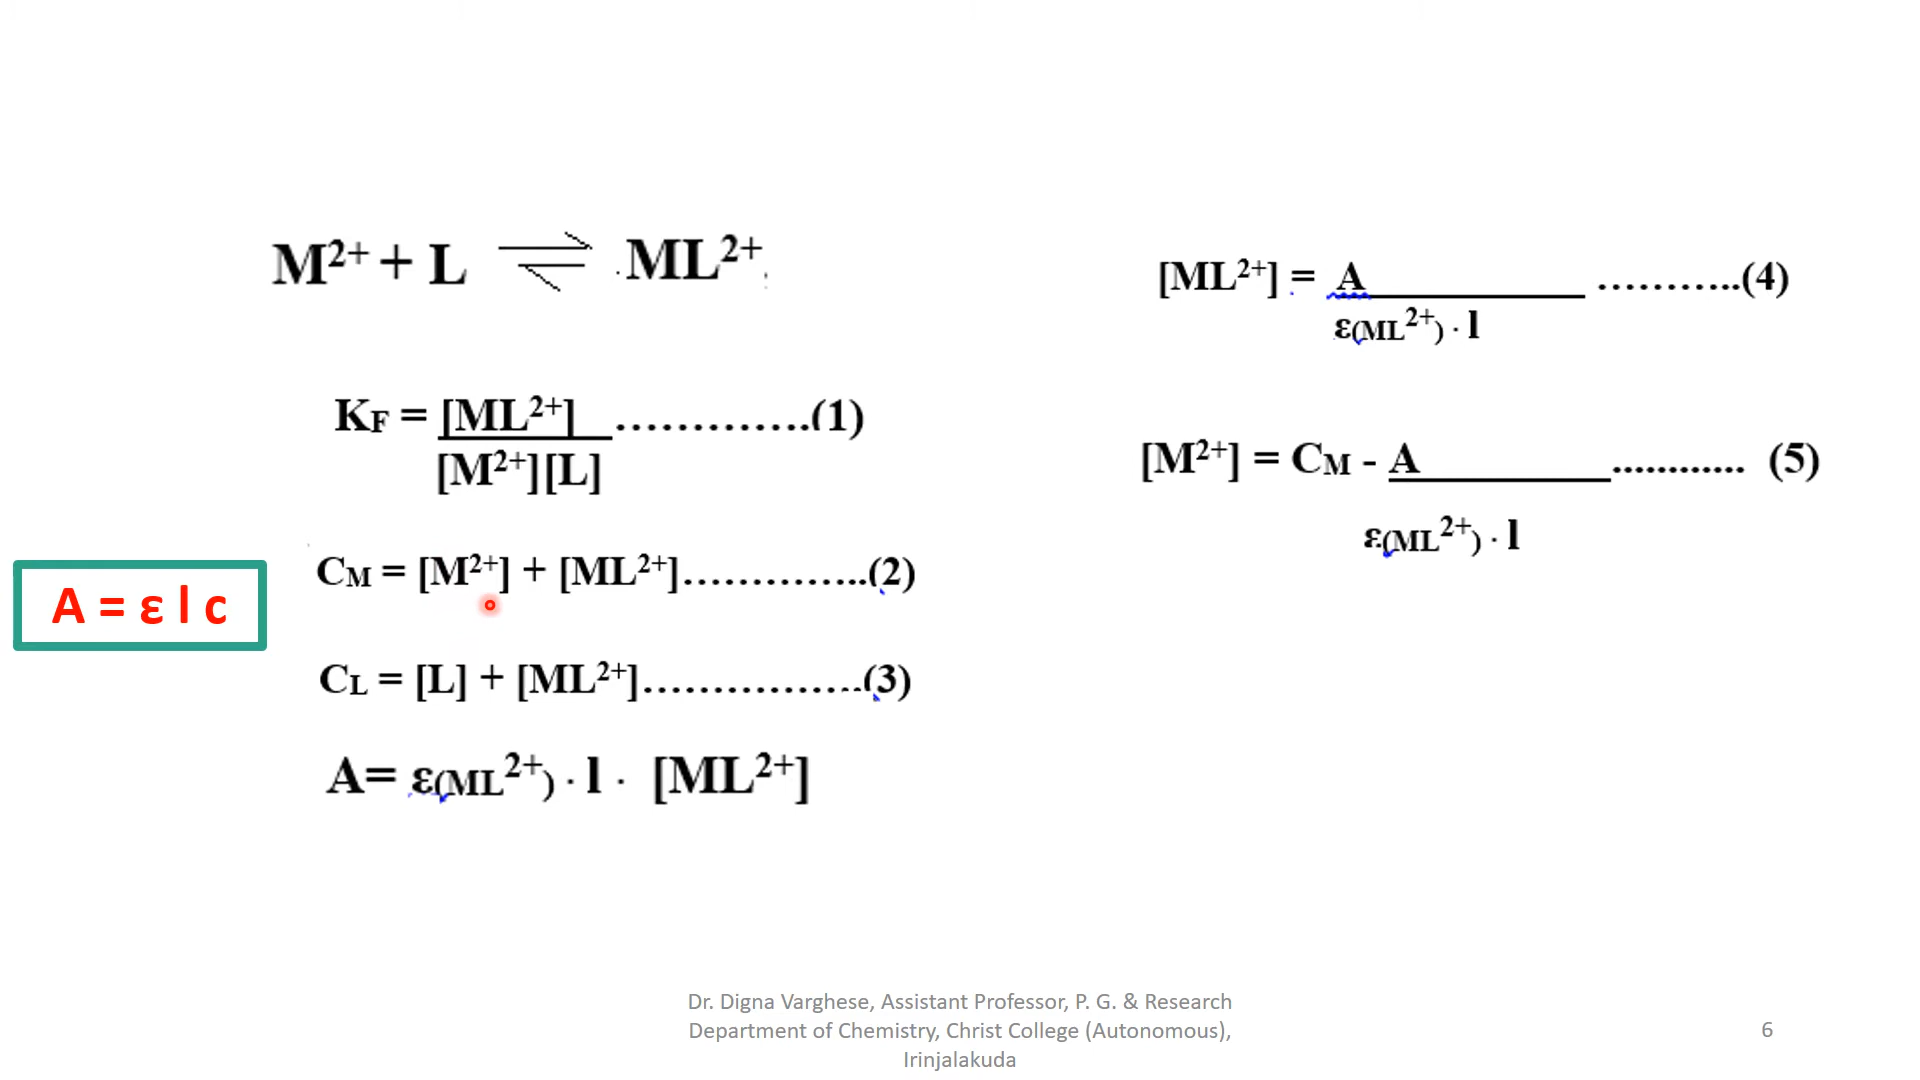 M²⁺ + L ⇌ ML²⁺
K_F = [ML²⁺] .............(1)
[M²⁺][L]
C_M = [M²⁺] + [ML²⁺]..............(2)
A = ε l c
C_L = [L] + [ML²⁺]................(3)
A= ε(ML²⁺) · l · [ML²⁺]
[ML²⁺] = A ...........(4)
ε(ML²⁺) · l
[M²⁺] = C_M - A ............ (5)
ε(ML²⁺) · l
Dr. Digna Varghese, Assistant Professor, P. G. & Research
Department of Chemistry, Christ College (Autonomous),
Irinjalakuda
6